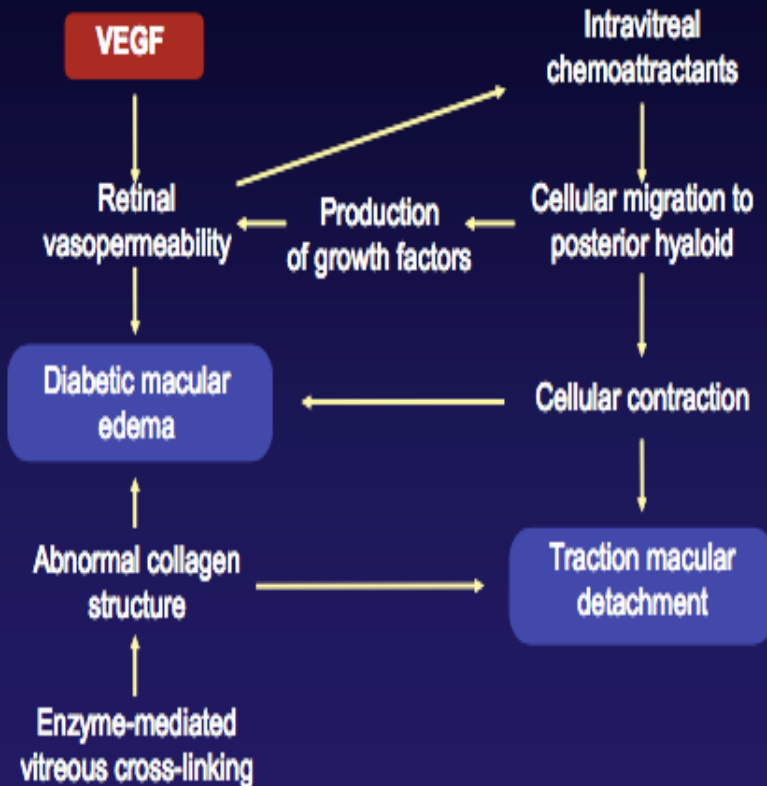 VEGF
Intravitreal
chemoattractants
Retinal
vasopermeability
Production
of growth factors
Cellular migration to
posterior hyaloid
Diabetic macular
edema
Cellular contraction
Abnormal collagen
structure
Traction macular
detachment
Enzyme-mediated
vitreous cross-linking